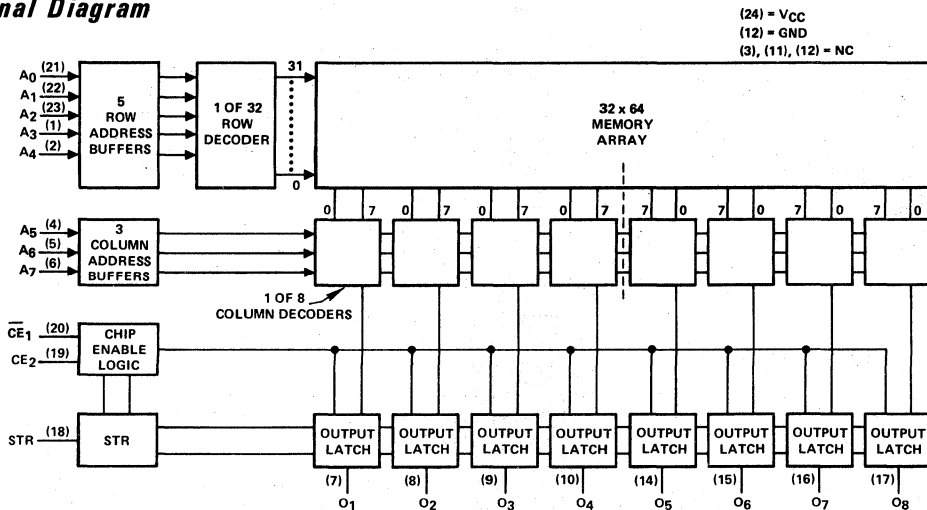 nal Diagram
(24) = VCC
(12) = GND
(3), (11), (12) = NC
A0 (21)
A1 (22)
A2 (23)
A3 (1)
A4 (2)
5
ROW
ADDRESS
BUFFERS
1 OF 32
ROW
DECODER
31
0
32 x 64
MEMORY
ARRAY
0 7 0 7 0 7 0 7 7 0 7 0 7 0 7 0
A5 (4)
A6 (5)
A7 (6)
3
COLUMN
ADDRESS
BUFFERS
1 OF 8
COLUMN DECODERS
C̅E̅1 (20)
CE2 (19)
CHIP
ENABLE
LOGIC
STR (18)
STR
OUTPUT LATCH
OUTPUT LATCH
OUTPUT LATCH
OUTPUT LATCH
OUTPUT LATCH
OUTPUT LATCH
OUTPUT LATCH
OUTPUT LATCH
(7) (8) (9) (10) (14) (15) (16) (17)
O1 O2 O3 O4 O5 O6 O7 O8